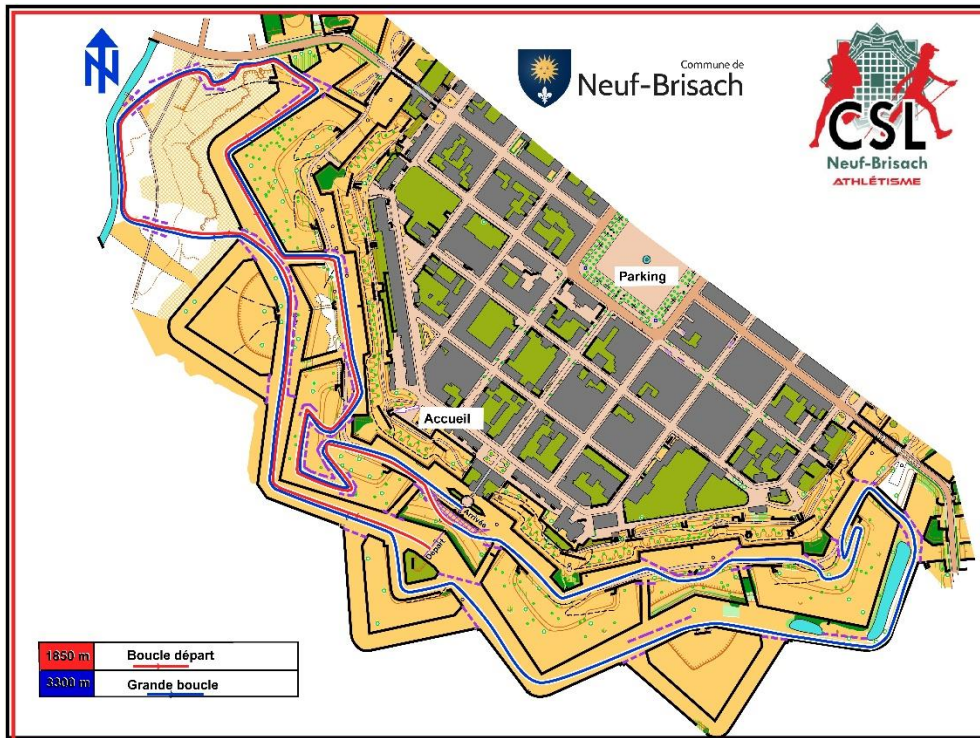 N
Commune de
Neuf-Brisach
CSL
Neuf-Brisach
ATHLÉTISME
Parking
Accueil
Arrivée
Départ
1850 m Boucle départ
3300 m Grande boucle